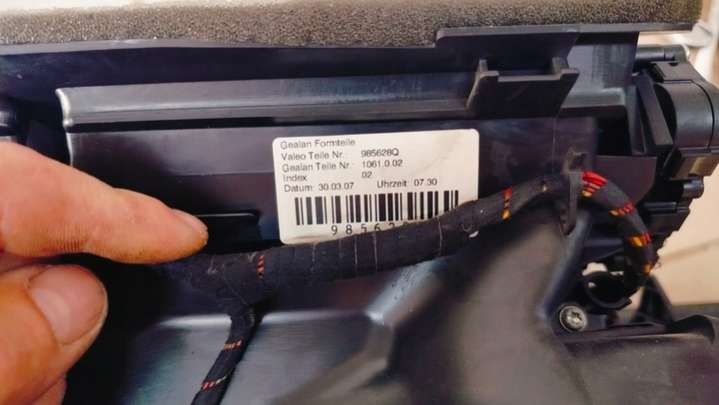 Gealan Formteile
Valeo Teile Nr.: 985628Q
Gealan Teile Nr.: 1061.0.02
Index 02
Datum: 30.03.07 Uhrzeit: 07.30